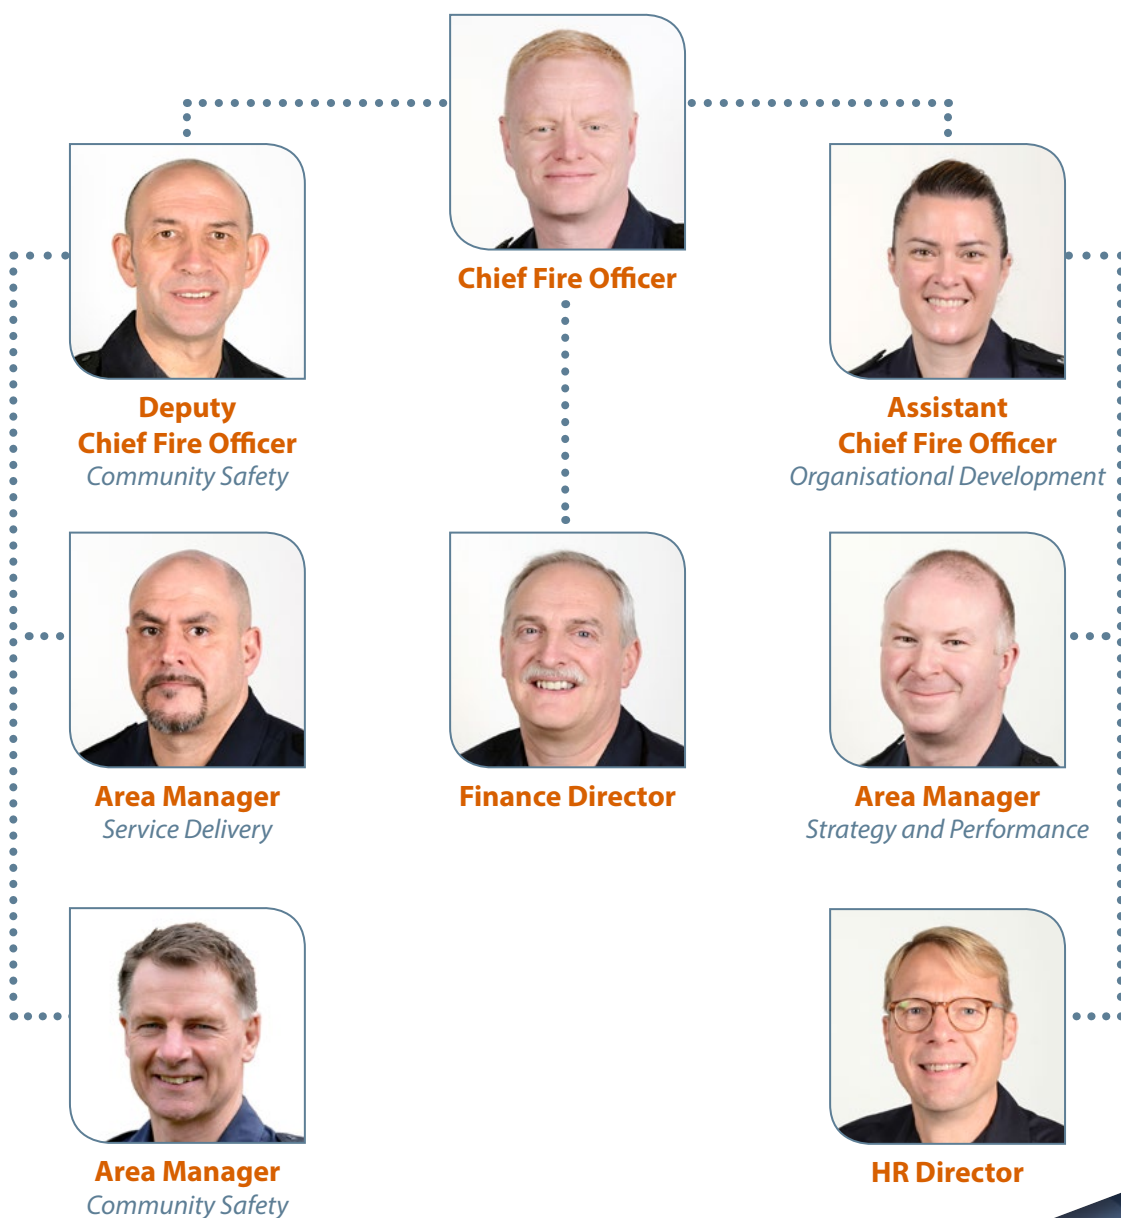 Chief Fire Officer
Deputy
Chief Fire Officer
Community Safety
Assistant
Chief Fire Officer
Organisational Development
Area Manager
Service Delivery
Finance Director
Area Manager
Strategy and Performance
Area Manager
Community Safety
HR Director